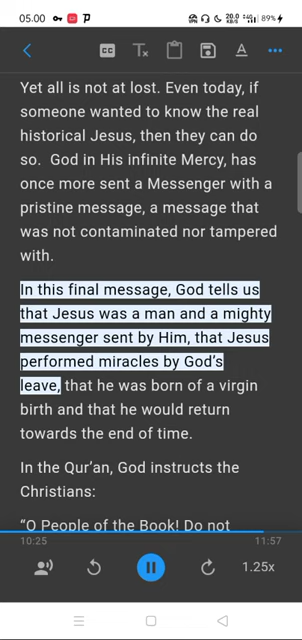 05.00
20.0
KB/S
89%
CC
A
Yet all is not at lost. Even today, if
someone wanted to know the real
historical Jesus, then they can do
so.  God in His infinite Mercy, has
once more sent a Messenger with a
pristine message, a message that
was not contaminated nor tampered
with.
In this final message, God tells us
that Jesus was a man and a mighty
messenger sent by Him, that Jesus
performed miracles by God’s
leave, that he was born of a virgin
birth and that he would return
towards the end of time.
In the Qur’an, God instructs the
Christians:
“O People of the Book! Do not
10:25
11:57
1.25x